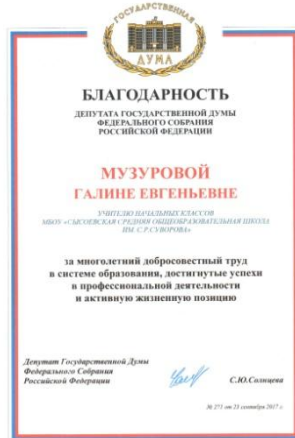 ГОСУДАРСТВЕННАЯ
ДУМА
БЛАГОДАРНОСТЬ
ДЕПУТАТА ГОСУДАРСТВЕННОЙ ДУМЫ
ФЕДЕРАЛЬНОГО СОБРАНИЯ
РОССИЙСКОЙ ФЕДЕРАЦИИ
МУЗУРОВОЙ
ГАЛИНЕ ЕВГЕНЬЕВНЕ
УЧИТЕЛЮ НАЧАЛЬНЫХ КЛАССОВ
МБОУ «СЫСОЕВСКАЯ СРЕДНЯЯ ОБЩЕОБРАЗОВАТЕЛЬНАЯ ШКОЛА
ИМ. С.Р.СУВОРОВА»
за многолетний добросовестный труд
в системе образования, достигнутые успехи
в профессиональной деятельности
и активную жизненную позицию
Депутат Государственной Думы
Федерального Собрания
Российской Федерации
С.Ю.Солнцева
№ 271 от 21 сентября 2017 г.